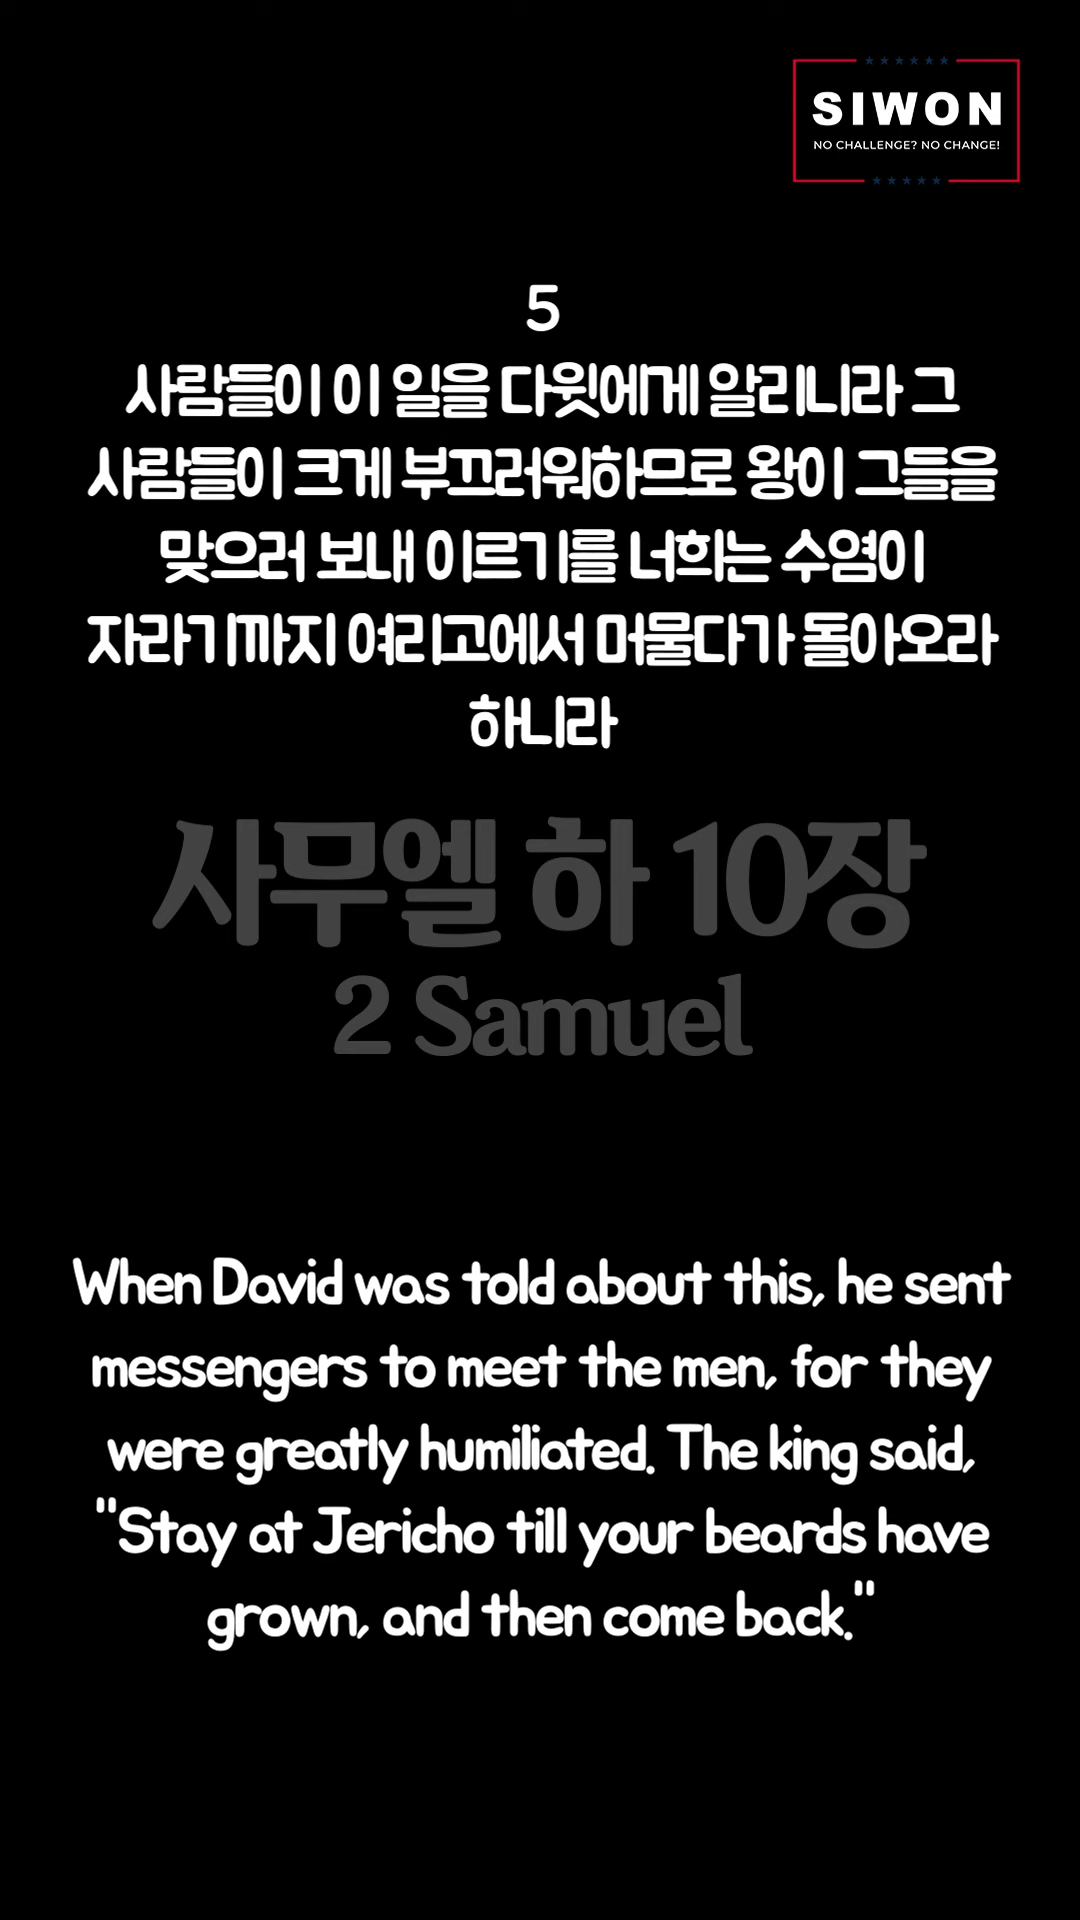 SIWON
NO CHALLENGE? NO CHANGE!
5
사람들이 이 일을 다윗에게 알리니라 그
사람들이 크게 부끄러워하므로 왕이 그들을
맞으러 보내 이르기를 너희는 수염이
자라기까지 여리고에서 머물다가 돌아오라
하니라
사무엘 하 10장
2 Samuel
When David was told about this, he sent
messengers to meet the men, for they
were greatly humiliated. The king said,
"Stay at Jericho till your beards have
grown, and then come back."